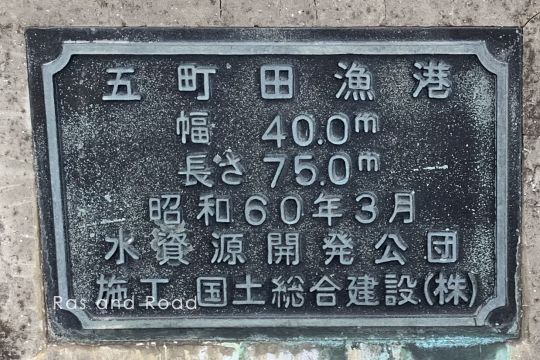 五町田漁港
幅 40.0m
長さ 75.0m
昭和60年3月
水資源開発公団
施工 国土総合建設(株)
Ras and Road